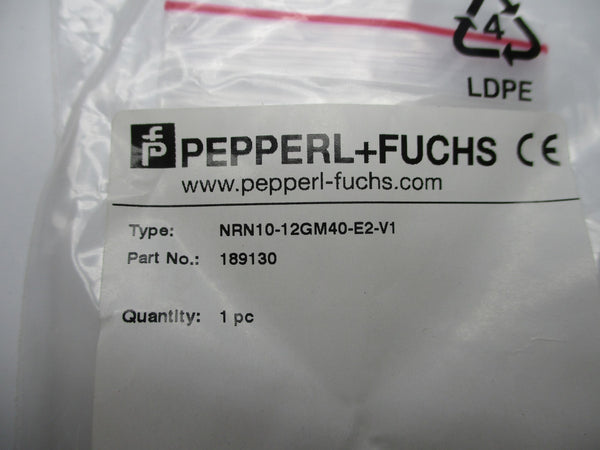 4
LDPE
PEPPERL+FUCHS CE
www.pepperl-fuchs.com
Type: NRN10-12GM40-E2-V1
Part No.: 189130
Quantity: 1 pc